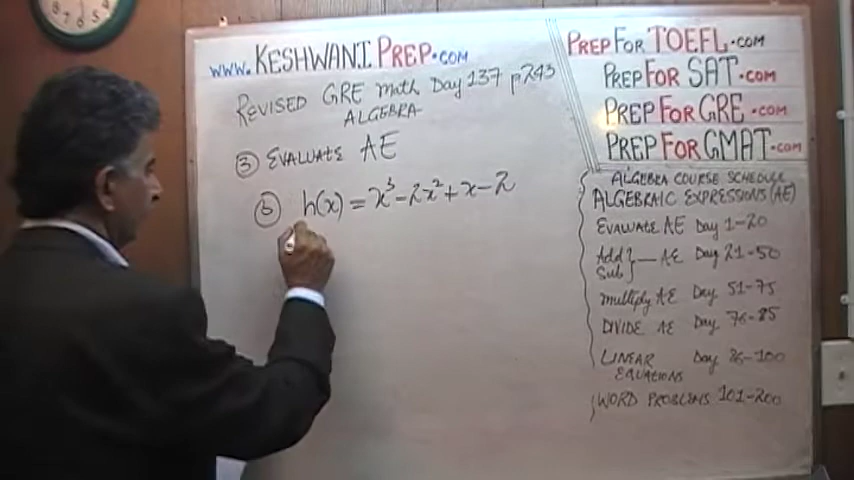 www.KESHWANI PREP.COM
REVISED GRE math Day 137 p243
ALGEBRA
③ EVALUATE AE
⑥ h(x) = x³ - 2x² + x - 2
PREP FOR TOEFL.com
PREP FOR SAT.com
PREP FOR GRE.com
PREP FOR GMAT.com
ALGEBRA COURSE SCHEDULE
ALGEBRAIC EXPRESSIONS (AE)
EVALUATE AE Day 1-20
Add } — AE Day 21-50
Sub
multiply AE Day 51-75
DIVIDE AE Day 76-85
LINEAR Day 86-100
EQUATIONS
WORD PROBLEMS 101-200